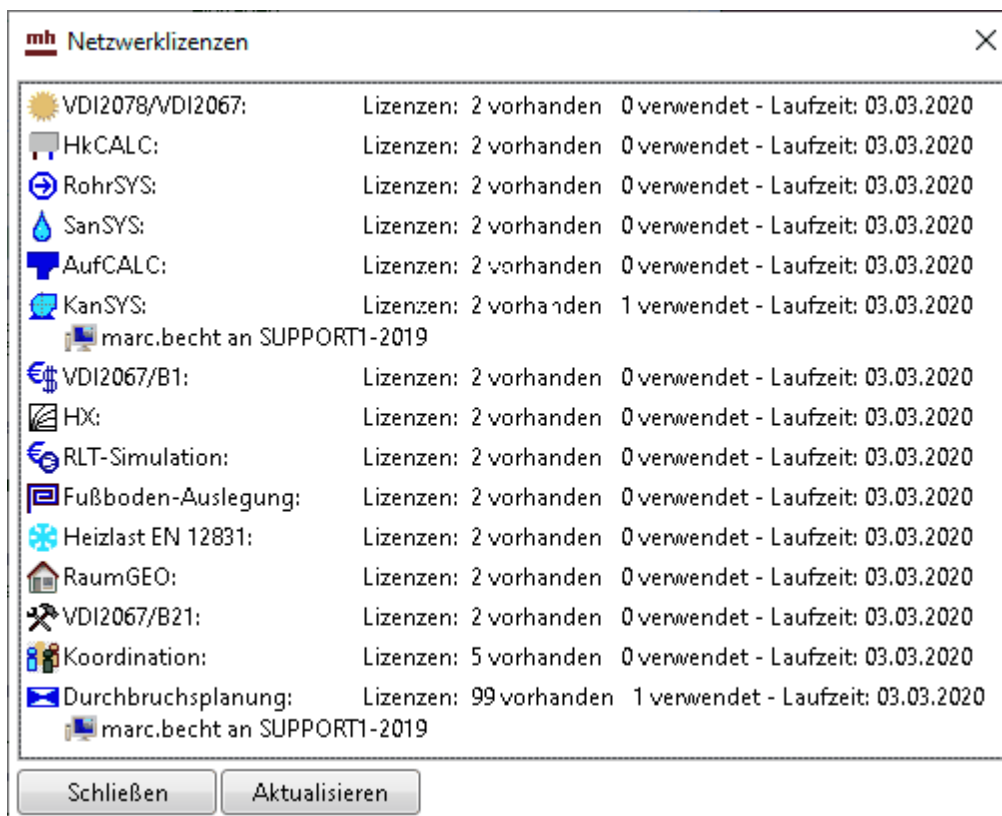 mh Netzwerklizenzen
VDI2078/VDI2067: Lizenzen: 2 vorhanden 0 verwendet - Laufzeit: 03.03.2020
HkCALC: Lizenzen: 2 vorhanden 0 verwendet - Laufzeit: 03.03.2020
RohrSYS: Lizenzen: 2 vorhanden 0 verwendet - Laufzeit: 03.03.2020
SanSYS: Lizenzen: 2 vorhanden 0 verwendet - Laufzeit: 03.03.2020
AufCALC: Lizenzen: 2 vorhanden 0 verwendet - Laufzeit: 03.03.2020
KanSYS: Lizenzen: 2 vorhanden 1 verwendet - Laufzeit: 03.03.2020
marc.becht an SUPPORT1-2019
VDI2067/B1: Lizenzen: 2 vorhanden 0 verwendet - Laufzeit: 03.03.2020
HX: Lizenzen: 2 vorhanden 0 verwendet - Laufzeit: 03.03.2020
RLT-Simulation: Lizenzen: 2 vorhanden 0 verwendet - Laufzeit: 03.03.2020
Fußboden-Auslegung: Lizenzen: 2 vorhanden 0 verwendet - Laufzeit: 03.03.2020
Heizlast EN 12831: Lizenzen: 2 vorhanden 0 verwendet - Laufzeit: 03.03.2020
RaumGEO: Lizenzen: 2 vorhanden 0 verwendet - Laufzeit: 03.03.2020
VDI2067/B21: Lizenzen: 2 vorhanden 0 verwendet - Laufzeit: 03.03.2020
Koordination: Lizenzen: 5 vorhanden 0 verwendet - Laufzeit: 03.03.2020
Durchbruchsplanung: Lizenzen: 99 vorhanden 1 verwendet - Laufzeit: 03.03.2020
marc.becht an SUPPORT1-2019
Schließen Aktualisieren